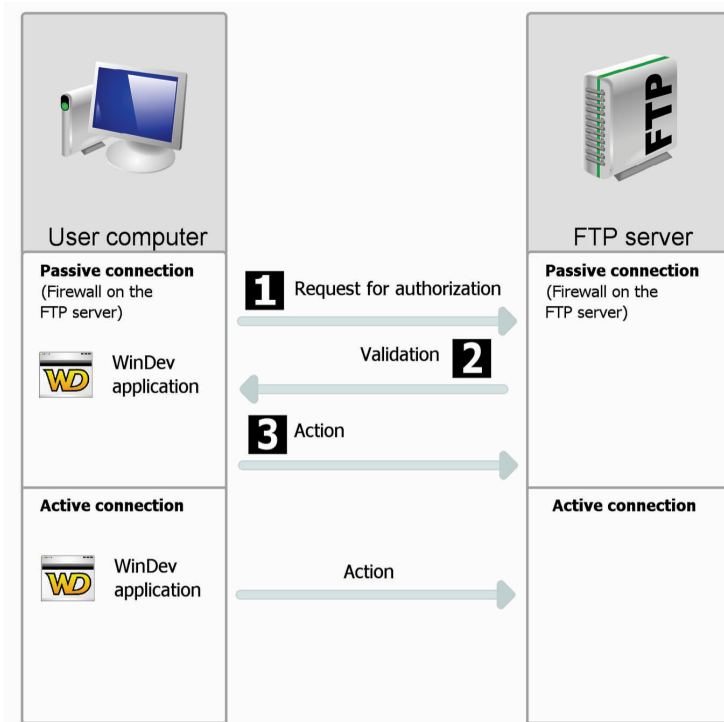 FTP
User computer
FTP server
Passive connection
(Firewall on the
FTP server)
WD
WinDev
application
1 Request for authorization
Validation 2
3 Action
Passive connection
(Firewall on the
FTP server)
Active connection
WD
WinDev
application
Action
Active connection